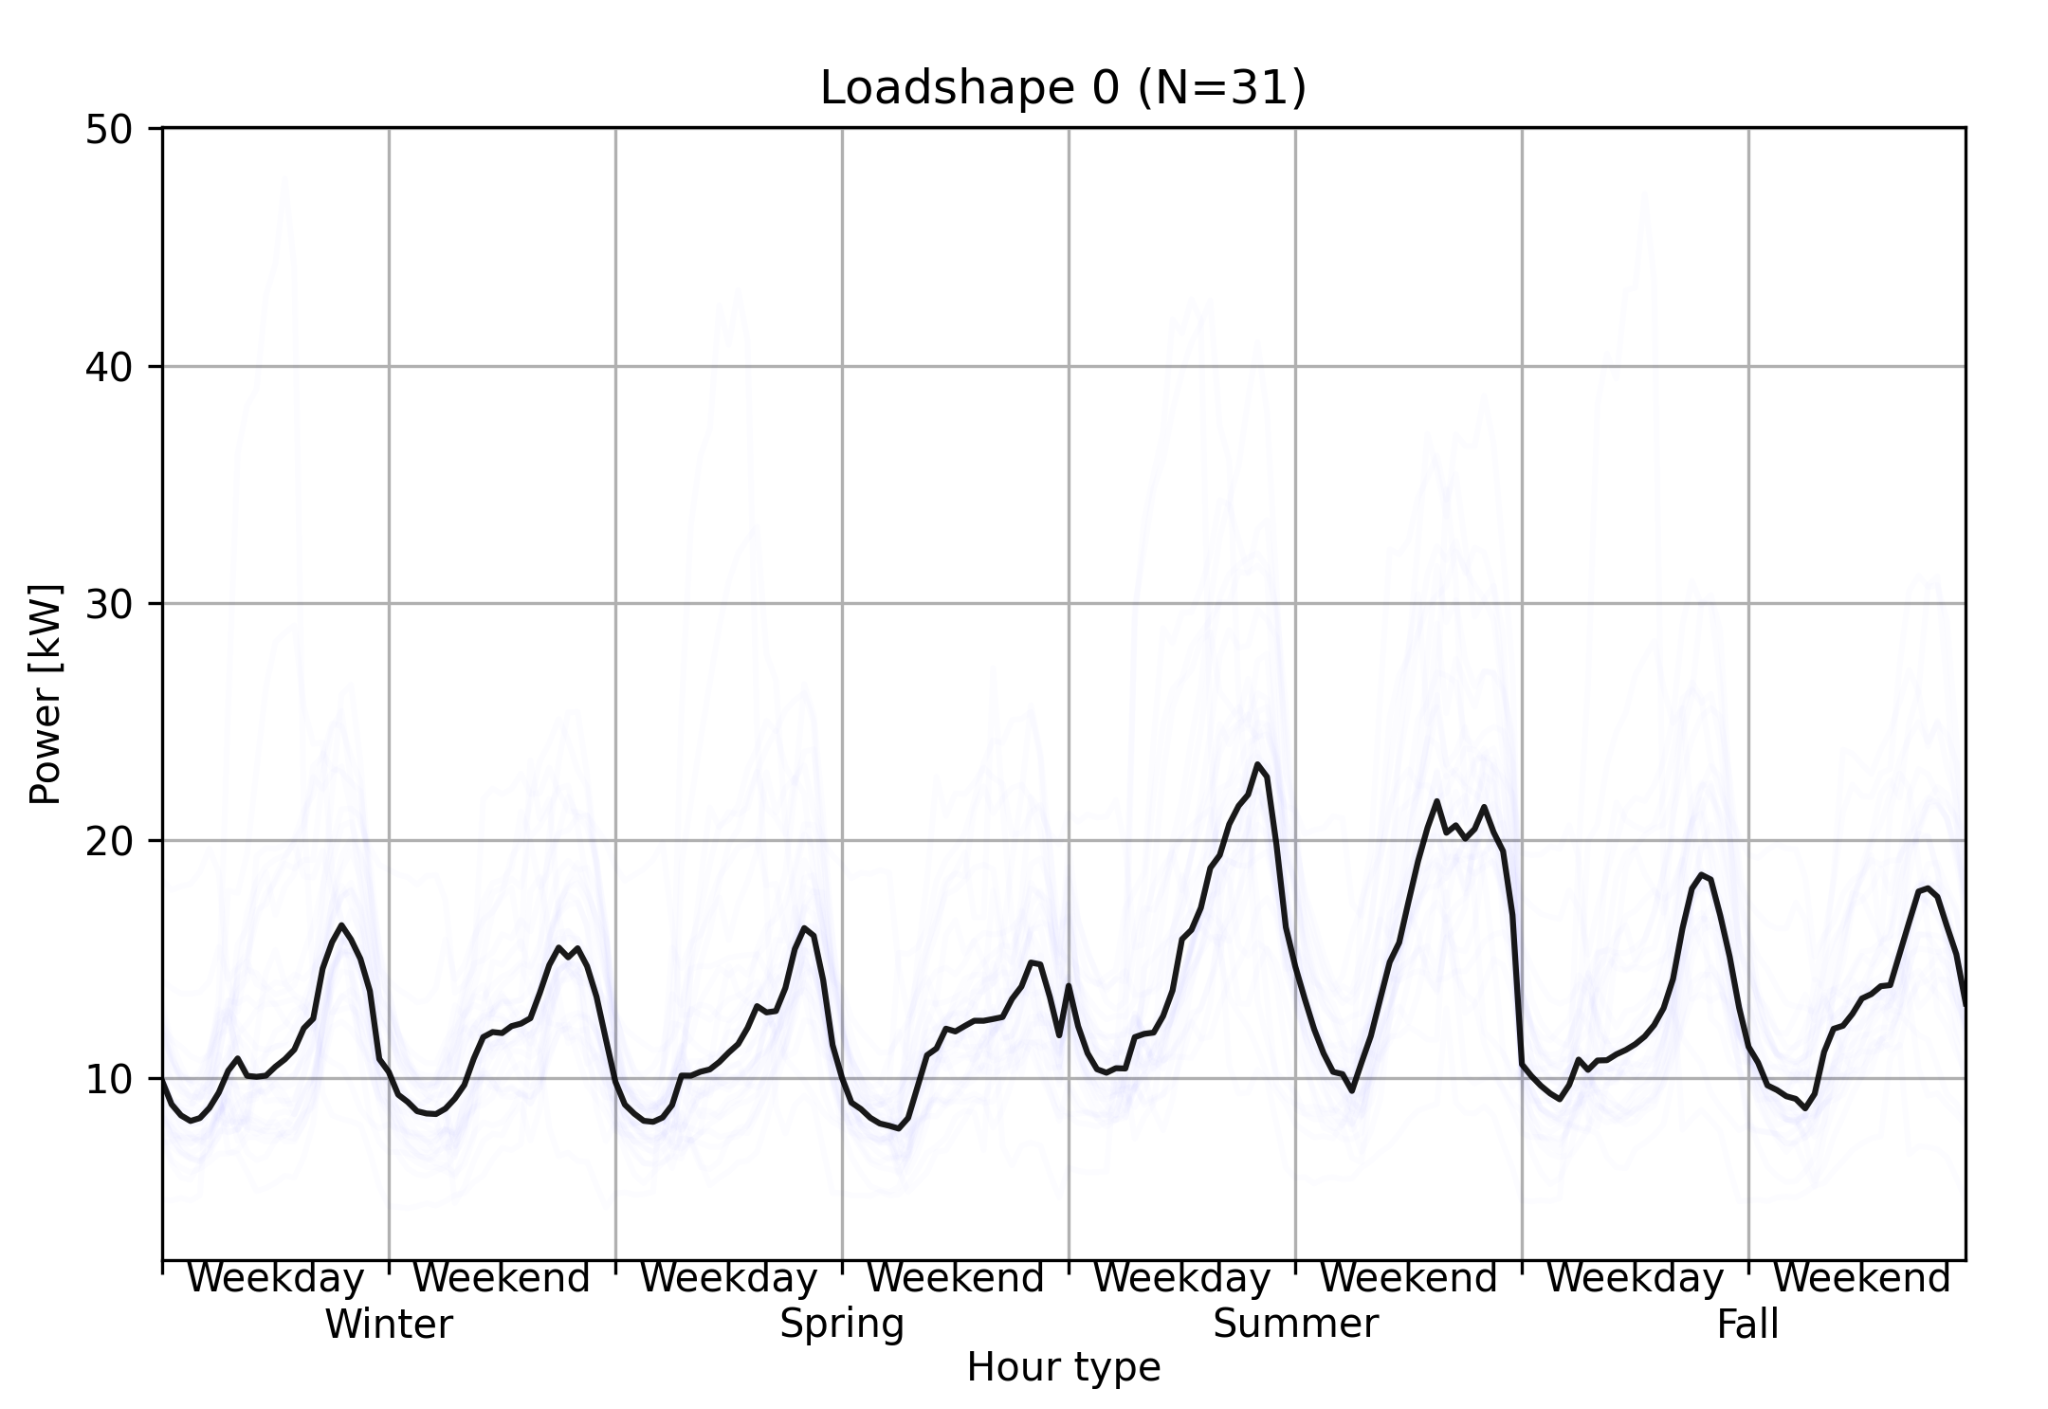 Loadshape 0 (N=31)
50
40
30
20
10
Power [kW]
Weekday Weekend Weekday Weekend Weekday Weekend Weekday Weekend
Winter Spring Summer Fall
Hour type